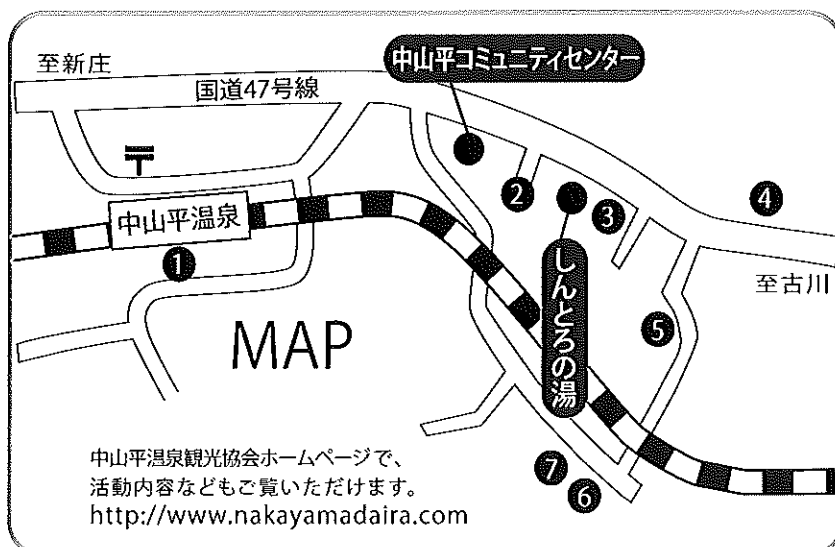 中山平コミュニティセンター
至新庄
国道47号線
〒
②
③
④
中山平温泉
①
しんとろの湯
至古川
⑤
MAP
中山平温泉観光協会ホームページで、
活動内容などもご覧いただけます。
http://www.nakayamadaira.com
⑦
⑥